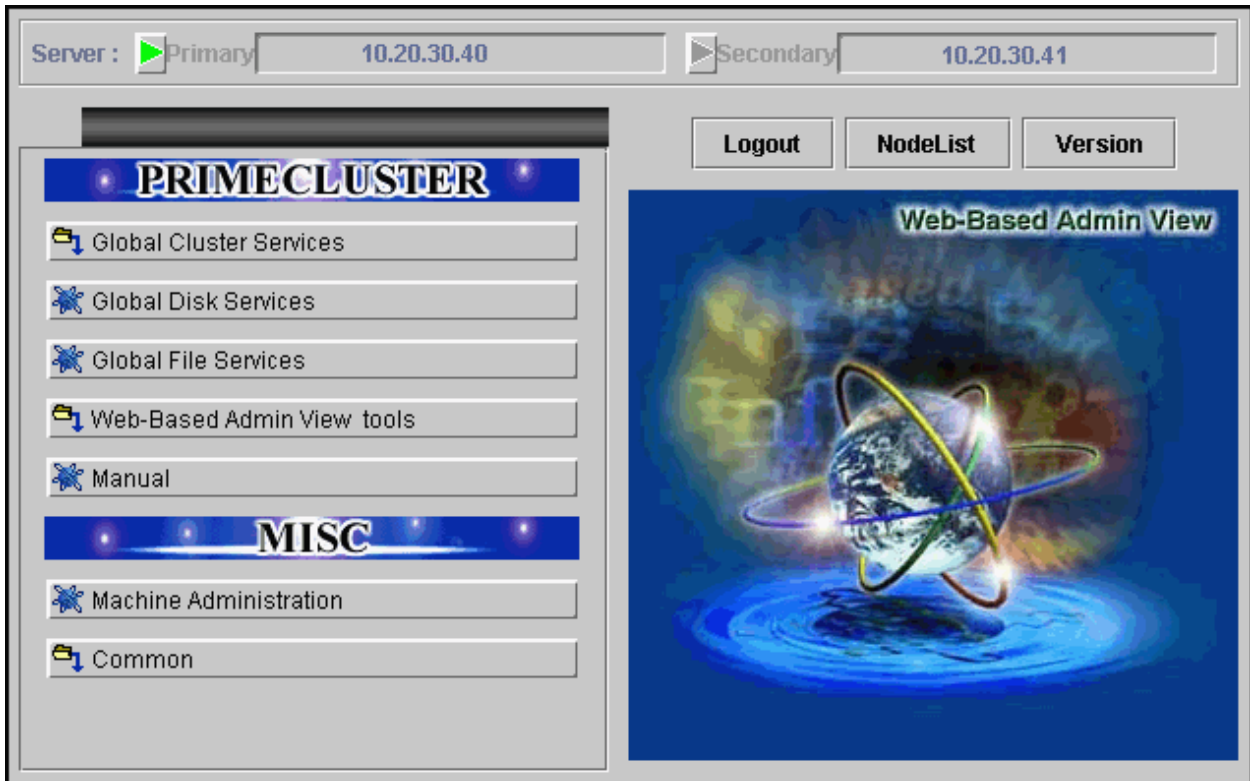 Server : Primary 10.20.30.40 Secondary 10.20.30.41
Logout NodeList Version
PRIMECLUSTER
Global Cluster Services
Global Disk Services
Global File Services
Web-Based Admin View tools
Manual
MISC
Machine Administration
Common
Web-Based Admin View
ased